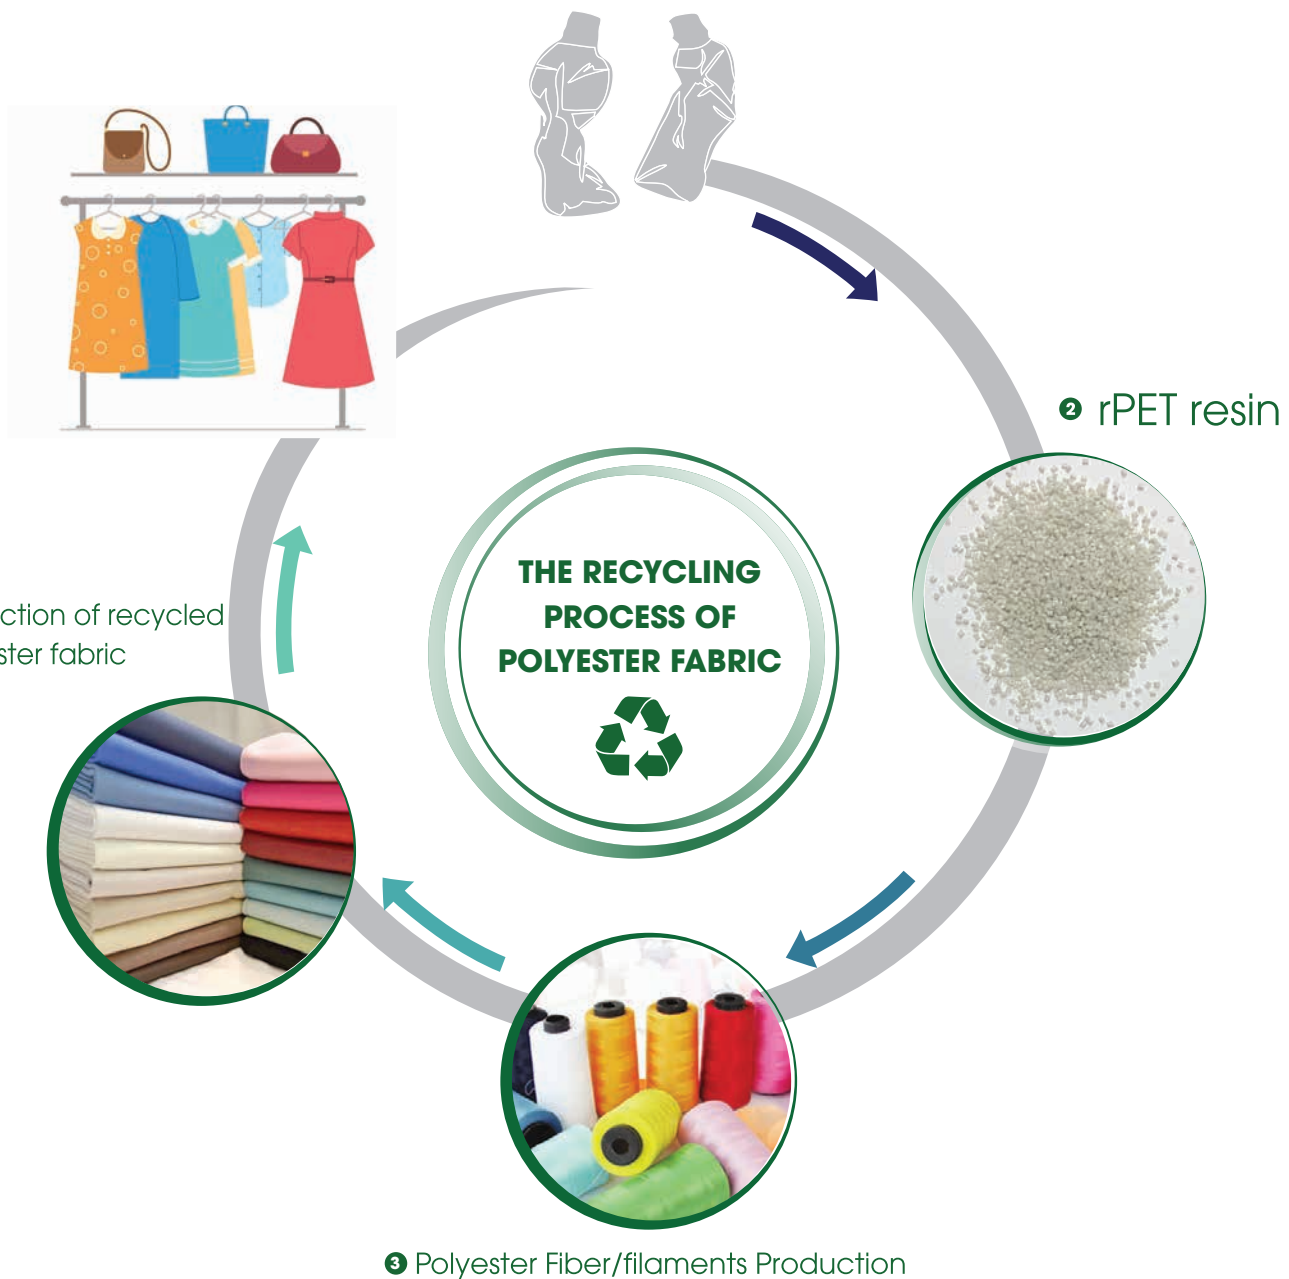 ❷ rPET resin
THE RECYCLING
PROCESS OF
POLYESTER FABRIC
ction of recycled
ster fabric
❸ Polyester Fiber/filaments Production